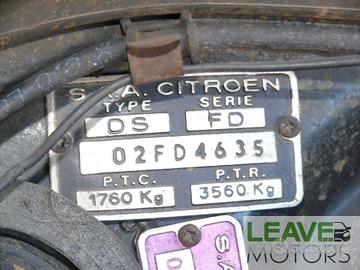 S.A. CITROEN
TYPE SERIE
DS FD
02FD4635
P.T.C. P.T.R.
1760 Kg 3560 Kg
S.A
LEAVE
MOTORS